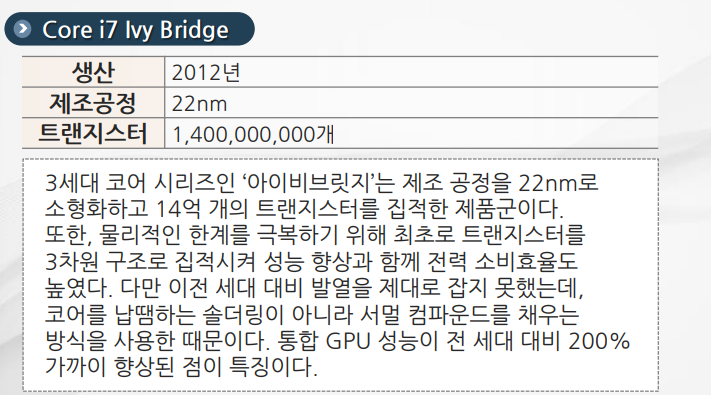 Core i7 Ivy Bridge
생산 2012년
제조공정 22nm
트랜지스터 1,400,000,000개
3세대 코어 시리즈인 ‘아이비브릿지’는 제조 공정을 22nm로
소형화하고 14억 개의 트랜지스터를 집적한 제품군이다.
또한, 물리적인 한계를 극복하기 위해 최초로 트랜지스터를
3차원 구조로 집적시켜 성능 향상과 함께 전력 소비효율도
높였다. 다만 이전 세대 대비 발열을 제대로 잡지 못했는데,
코어를 납땜하는 솔더링이 아니라 서멀 컴파운드를 채우는
방식을 사용한 때문이다. 통합 GPU 성능이 전 세대 대비 200%
가까이 향상된 점이 특징이다.